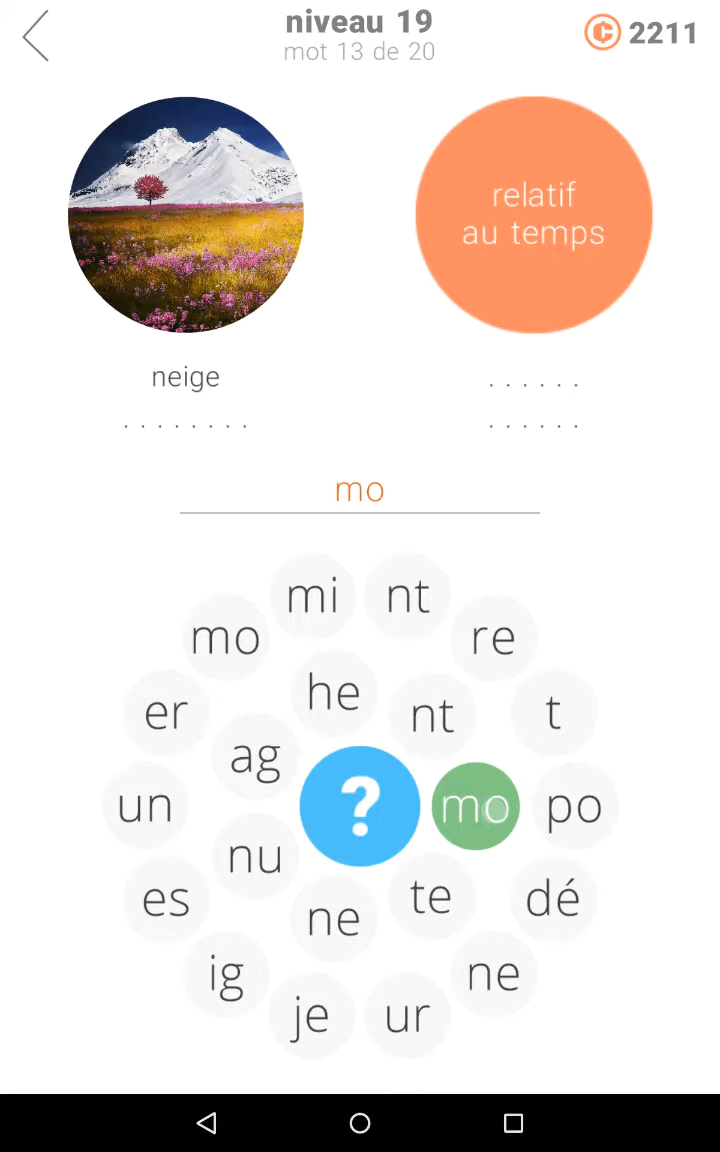 niveau 19
mot 13 de 20
2211
relatif
au temps
neige
. . . . . .
. . . . . . . .
. . . . . .
mo
mi
nt
mo
re
he
er
nt
t
ag
un
?
mo
po
nu
es
te
dé
ne
ig
ne
je
ur